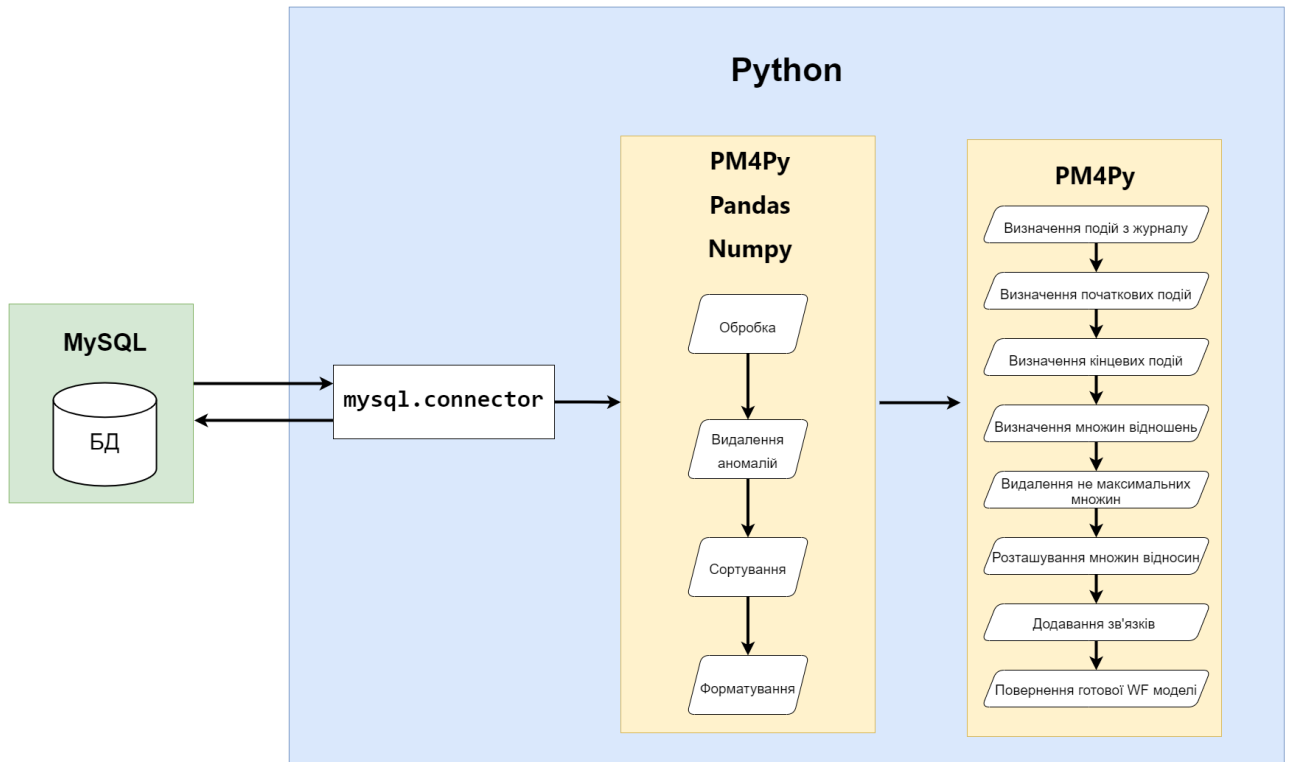 Python
MySQL
БД
mysql.connector
PM4Py
Pandas
Numpy
Обробка
Видалення
аномалій
Сортування
Форматування
PM4Py
Визначення подій з журналу
Визначення початкових подій
Визначення кінцевих подій
Визначення множин відношень
Видалення не максимальних
множин
Розташування множин відносин
Додавання зв'язків
Повернення готової WF моделі